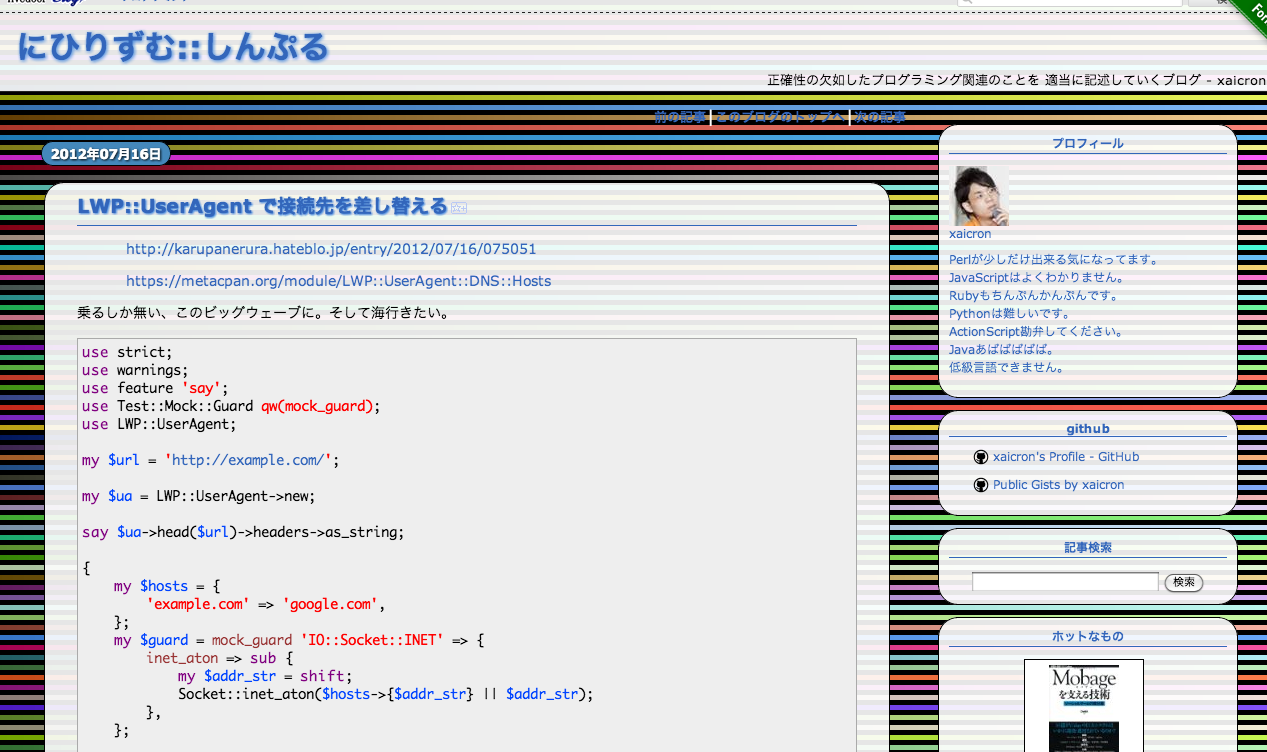 にひりずむ::しんぷる
正確性の欠如したプログラミング関連のことを 適当に記述していくブログ - xaicron
前の記事 | このブログのトップへ | 次の記事
2012年07月16日
LWP::UserAgent で接続先を差し替える
http://karupanerura.hateblo.jp/entry/2012/07/16/075051
https://metacpan.org/module/LWP::UserAgent::DNS::Hosts
乗るしか無い、このビッグウェーブに。そして海行きたい。
use strict;
use warnings;
use feature 'say';
use Test::Mock::Guard qw(mock_guard);
use LWP::UserAgent;
my $url = 'http://example.com/';
my $ua = LWP::UserAgent->new;
say $ua->head($url)->headers->as_string;
{
    my $hosts = {
        'example.com' => 'google.com',
    };
    my $guard = mock_guard 'IO::Socket::INET' => {
        inet_aton => sub {
            my $addr_str = shift;
            Socket::inet_aton($hosts->{$addr_str} || $addr_str);
        },
    };
プロフィール
xaicron
Perlが少しだけ出来る気になってます。
JavaScriptはよくわかりません。
Rubyもちんぷんかんぷんです。
Pythonは難しいです。
ActionScript勘弁してください。
Javaあばばばばば。
低級言語できません。
github
xaicron's Profile - GitHub
Public Gists by xaicron
記事検索
検索
ホットなもの
Mobage
を支える技術